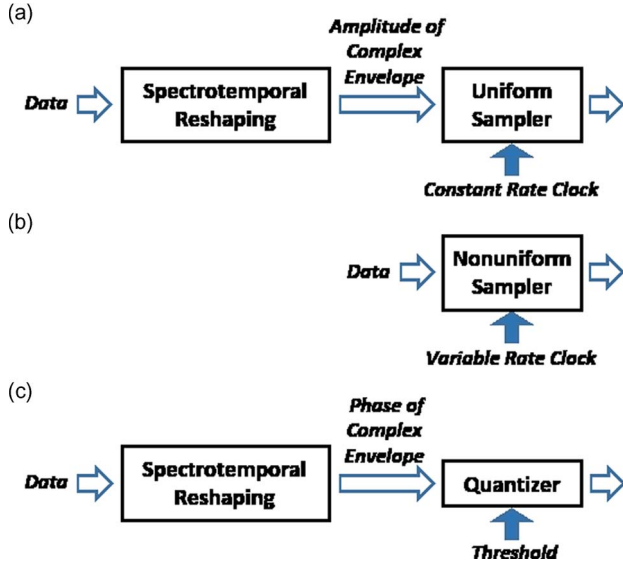 (a)
Amplitude of
Complex
Envelope
Data
Spectrotemporal
Reshaping
Uniform
Sampler
Constant Rate Clock
(b)
Data
Nonuniform
Sampler
Variable Rate Clock
(c)
Phase of
Complex
Envelope
Data
Spectrotemporal
Reshaping
Quantizer
Threshold